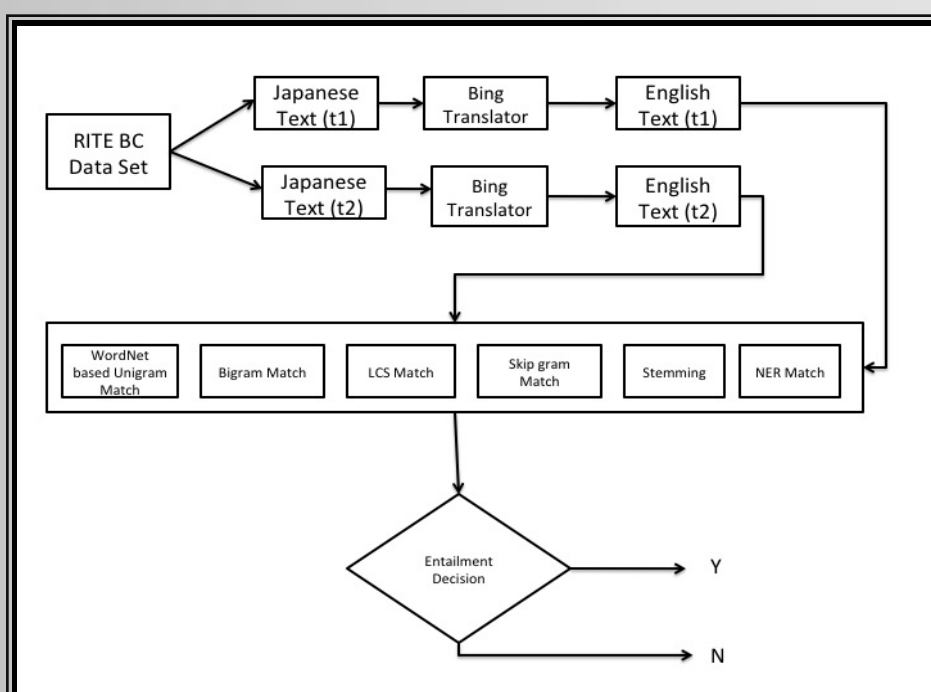 RITE BC
Data Set
Japanese
Text (t1)
Bing
Translator
English
Text (t1)
Japanese
Text (t2)
Bing
Translator
English
Text (t2)
WordNet
based Unigram
Match
Bigram Match
LCS Match
Skip gram
Match
Stemming
NER Match
Entailment
Decision
Y
N